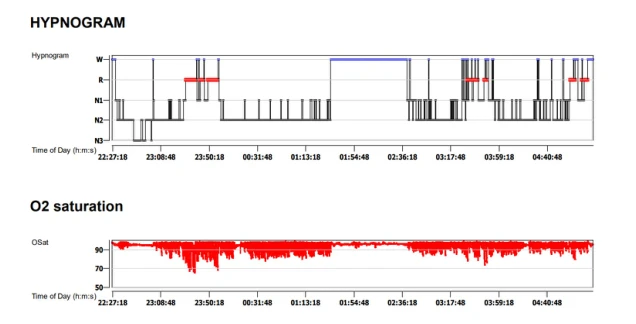 HYPNOGRAM
Hypnogram
W
R
N1
N2
N3
Time of Day (h:m:s)
22:27:18 23:08:48 23:50:18 00:31:48 01:13:18 01:54:48 02:36:18 03:17:48 03:59:18 04:40:48
O2 saturation
OSat
90
70
50
Time of Day (h:m:s)
22:27:18 23:08:48 23:50:18 00:31:48 01:13:18 01:54:48 02:36:18 03:17:48 03:59:18 04:40:48